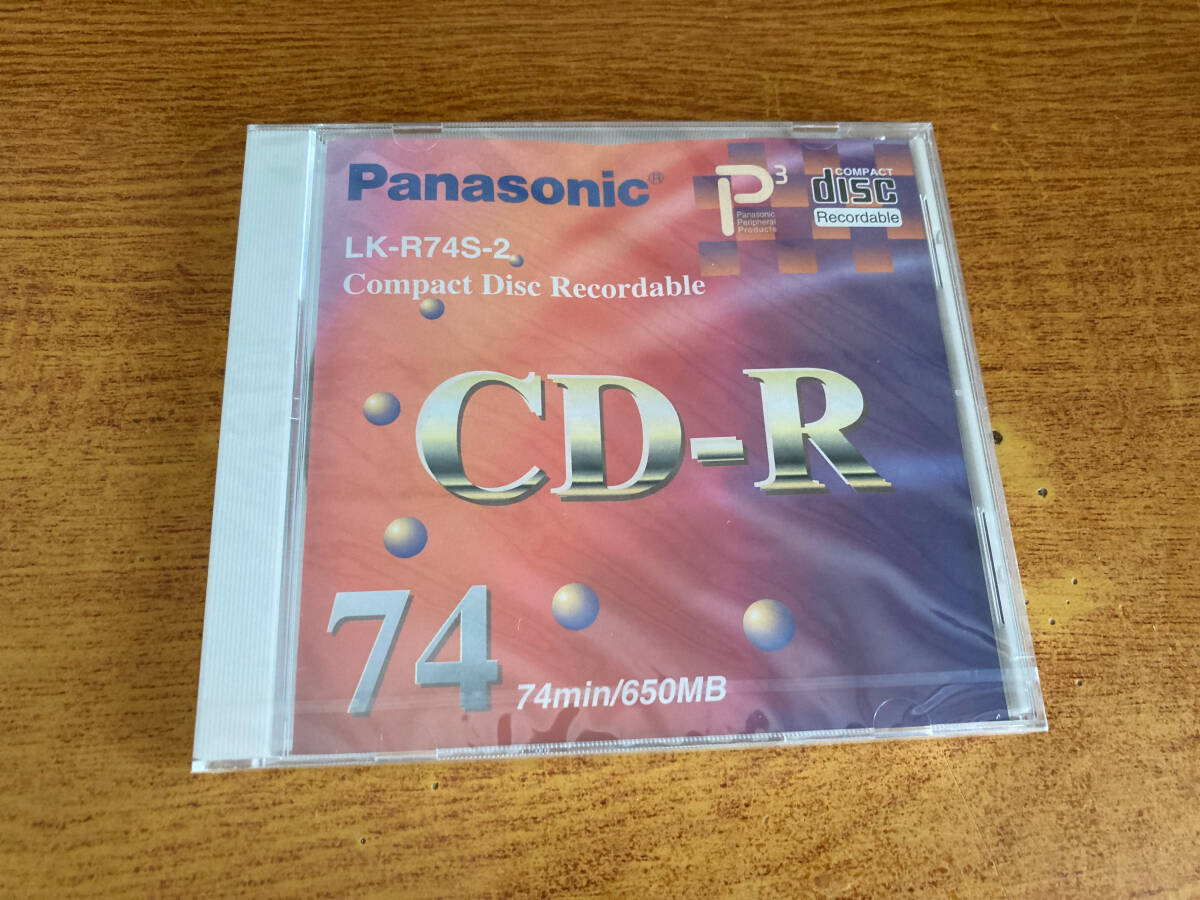 Panasonic®
LK-R74S-2
Compact Disc Recordable
P3
Panasonic
Peripheral
Products
COMPACT
disc
Recordable
CD-R
74
74min/650MB